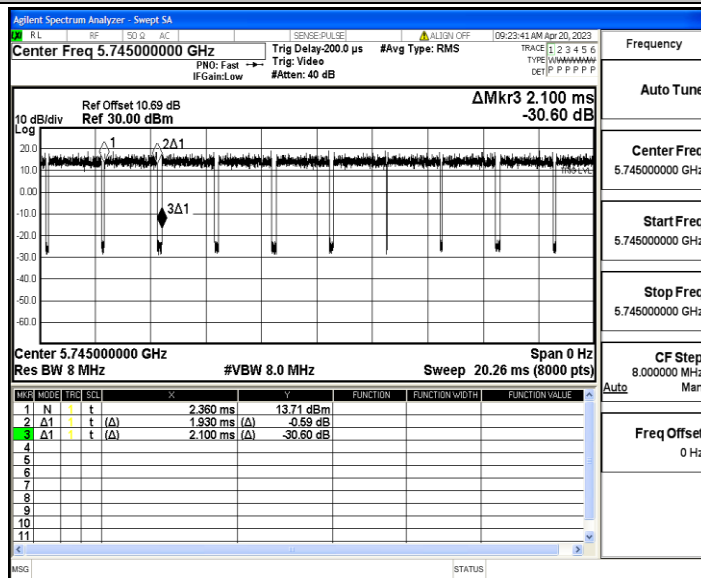 Agilent Spectrum Analyzer - Swept SA
RL RF 50 Ω AC SENSE:PULSE ALIGN OFF 09:23:41 AM Apr 20, 2023
Center Freq 5.745000000 GHz
PNO: Fast
IFGain:Low
Trig Delay-200.0 µs
Trig: Video
#Atten: 40 dB
#Avg Type: RMS
TRACE 1 2 3 4 5 6
TYPE
DET P P P P P P
ΔMkr3 2.100 ms
-30.60 dB
Ref Offset 10.69 dB
10 dB/div Ref 30.00 dBm
Log
1
2Δ1
3Δ1
TRIG LVL
20.0
10.0
0.00
-10.0
-20.0
-30.0
-40.0
-50.0
-60.0
Center 5.745000000 GHz Span 0 Hz
Res BW 8 MHz #VBW 8.0 MHz Sweep 20.26 ms (8000 pts)
MKR MODE TRC SCL X Y FUNCTION FUNCTION WIDTH FUNCTION VALUE
1 N t 2.360 ms 13.71 dBm
2 Δ1 t (Δ) 1.930 ms (Δ) -0.59 dB
3 Δ1 t (Δ) 2.100 ms (Δ) -30.60 dB
4
5
6
7
8
9
10
11
MSG STATUS
Frequency
Auto Tune
Center Freq
5.745000000 GHz
Start Freq
5.745000000 GHz
Stop Freq
5.745000000 GHz
CF Step
8.000000 MHz
Auto Man
Freq Offset
0 Hz